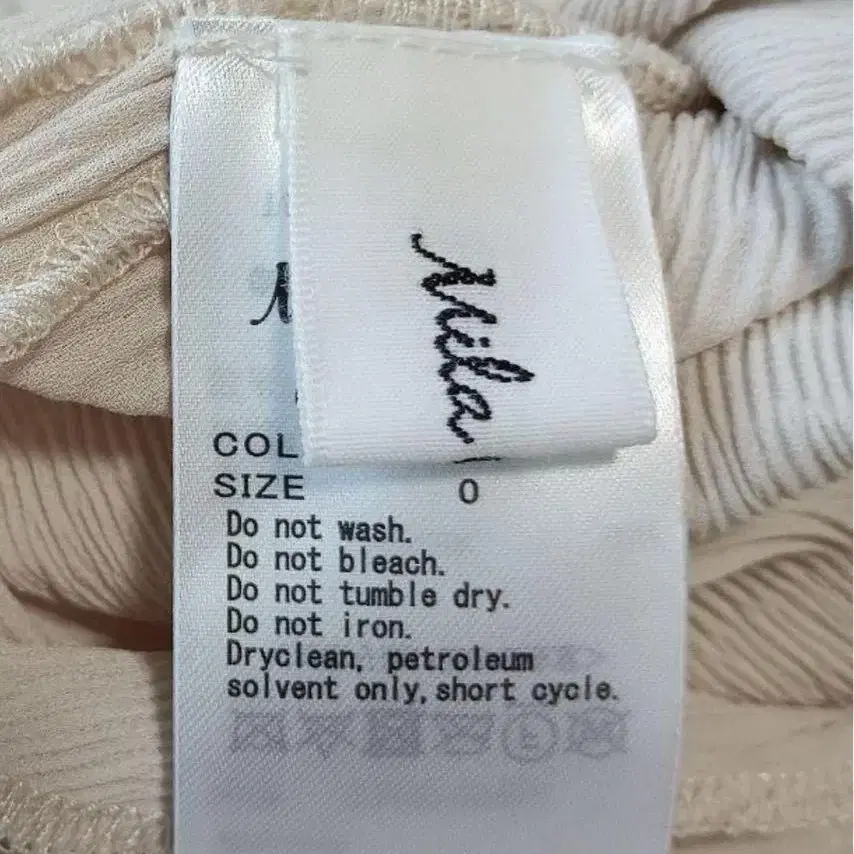 Mila
COL
SIZE 0
Do not wash.
Do not bleach.
Do not tumble dry.
Do not iron.
Dryclean, petroleum
solvent only, short cycle.